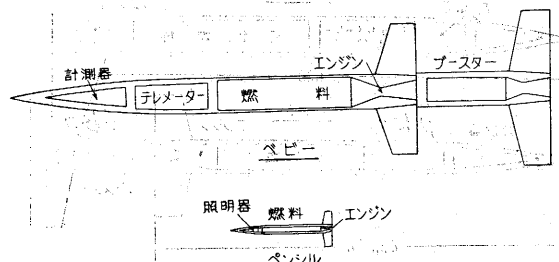 計測器
テレメーター
燃料
エンジン
ブースター
ベビー
照明器
燃料
エンジン
ペンシル